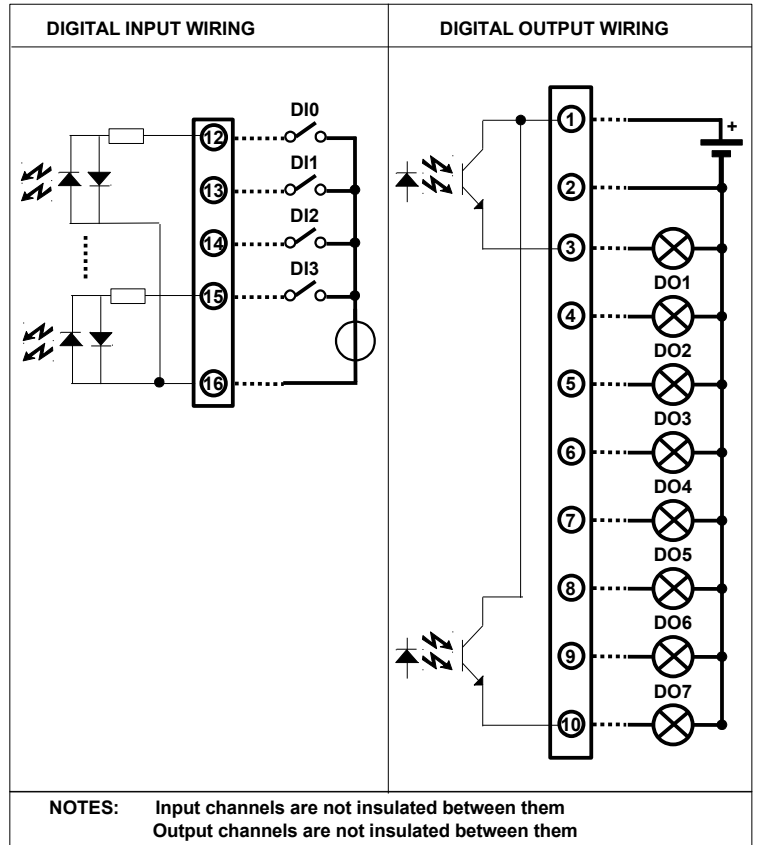 DIGITAL INPUT WIRING
DIGITAL OUTPUT WIRING
DI0
12
DI1
13
DI2
14
DI3
15
16
1
+
2
3
DO1
4
DO2
5
DO3
6
DO4
7
DO5
8
DO6
9
DO7
10
NOTES: Input channels are not insulated between them
Output channels are not insulated between them